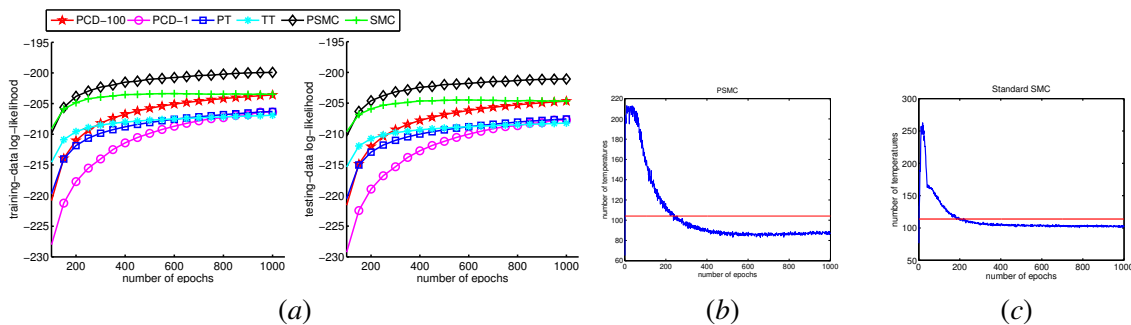 PCD-100 PCD-1 PT TT PSMC SMC
-195
-200
-205
-210
-215
-220
-225
-230
training-data log-likelihood
200 400 600 800 1000
number of epochs
-195
-200
-205
-210
-215
-220
-225
-230
testing-data log-likelihood
200 400 600 800 1000
number of epochs
(a)
PSMC
220
200
180
160
140
120
100
80
60
number of temperatures
0 200 400 600 800 1000
number of epochs
(b)
Standard SMC
300
250
200
150
100
50
number of temperatures
0 200 400 600 800 1000
number of epochs
(c)